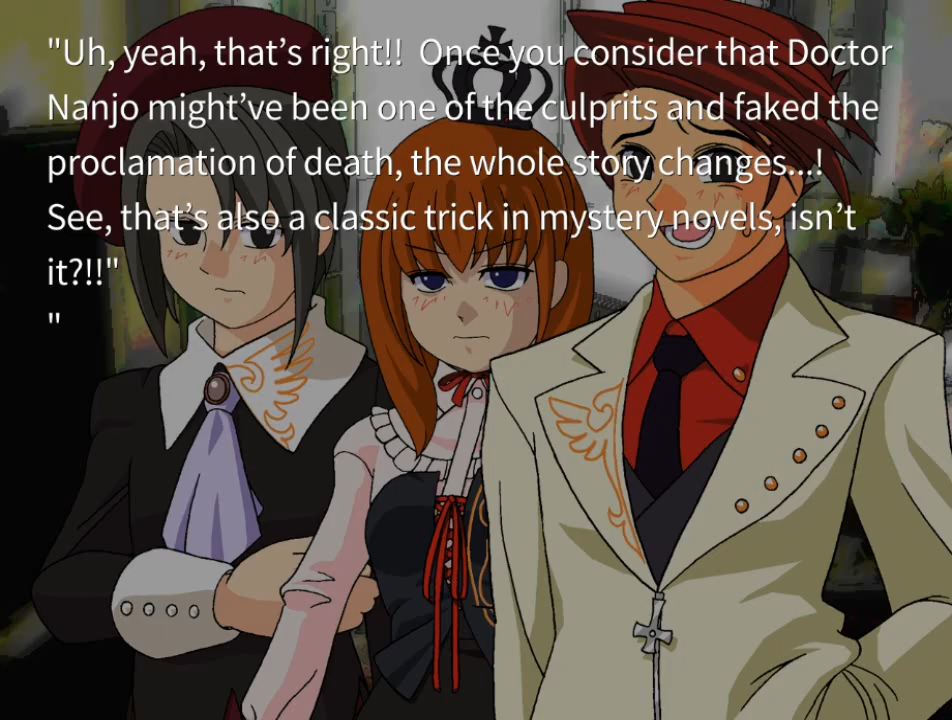 "Uh, yeah, that’s right!!  Once you consider that Doctor
Nanjo might’ve been one of the culprits and faked the
proclamation of death, the whole story changes...!
See, that’s also a classic trick in mystery novels, isn’t
it?!!"
"